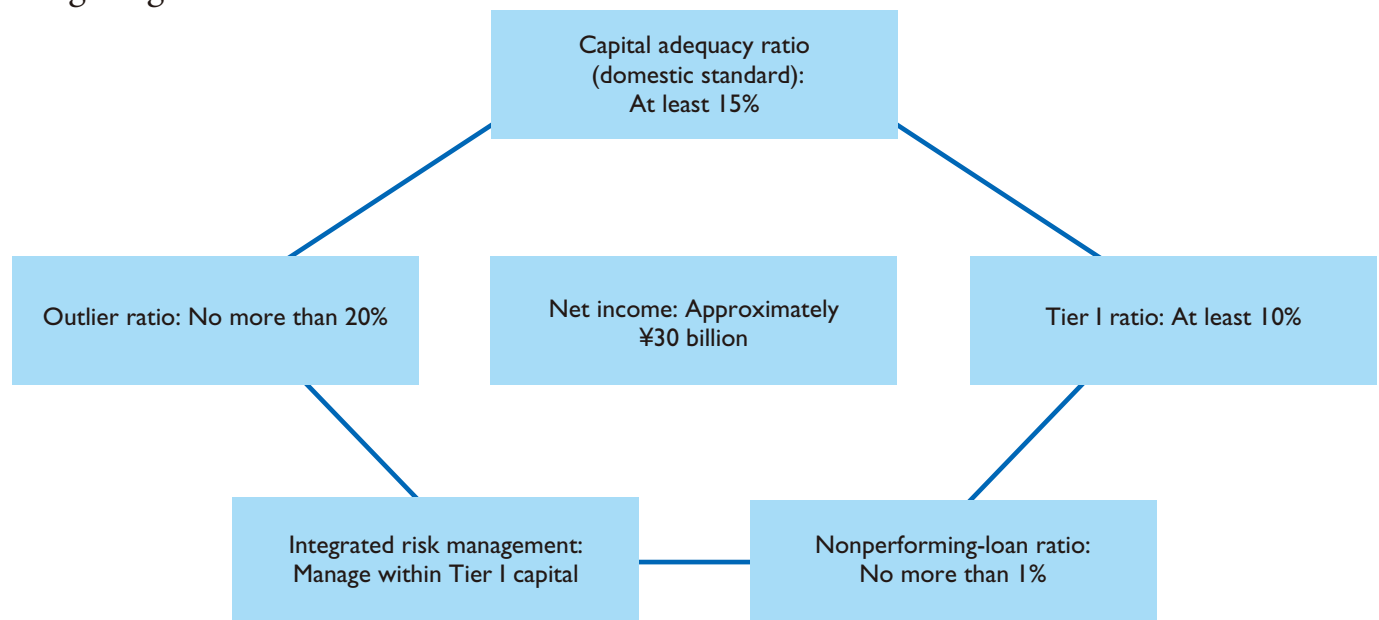 Capital adequacy ratio
(domestic standard):
At least 15%
Outlier ratio: No more than 20%
Net income: Approximately
¥30 billion
Tier I ratio: At least 10%
Integrated risk management:
Manage within Tier I capital
Nonperforming-loan ratio:
No more than 1%